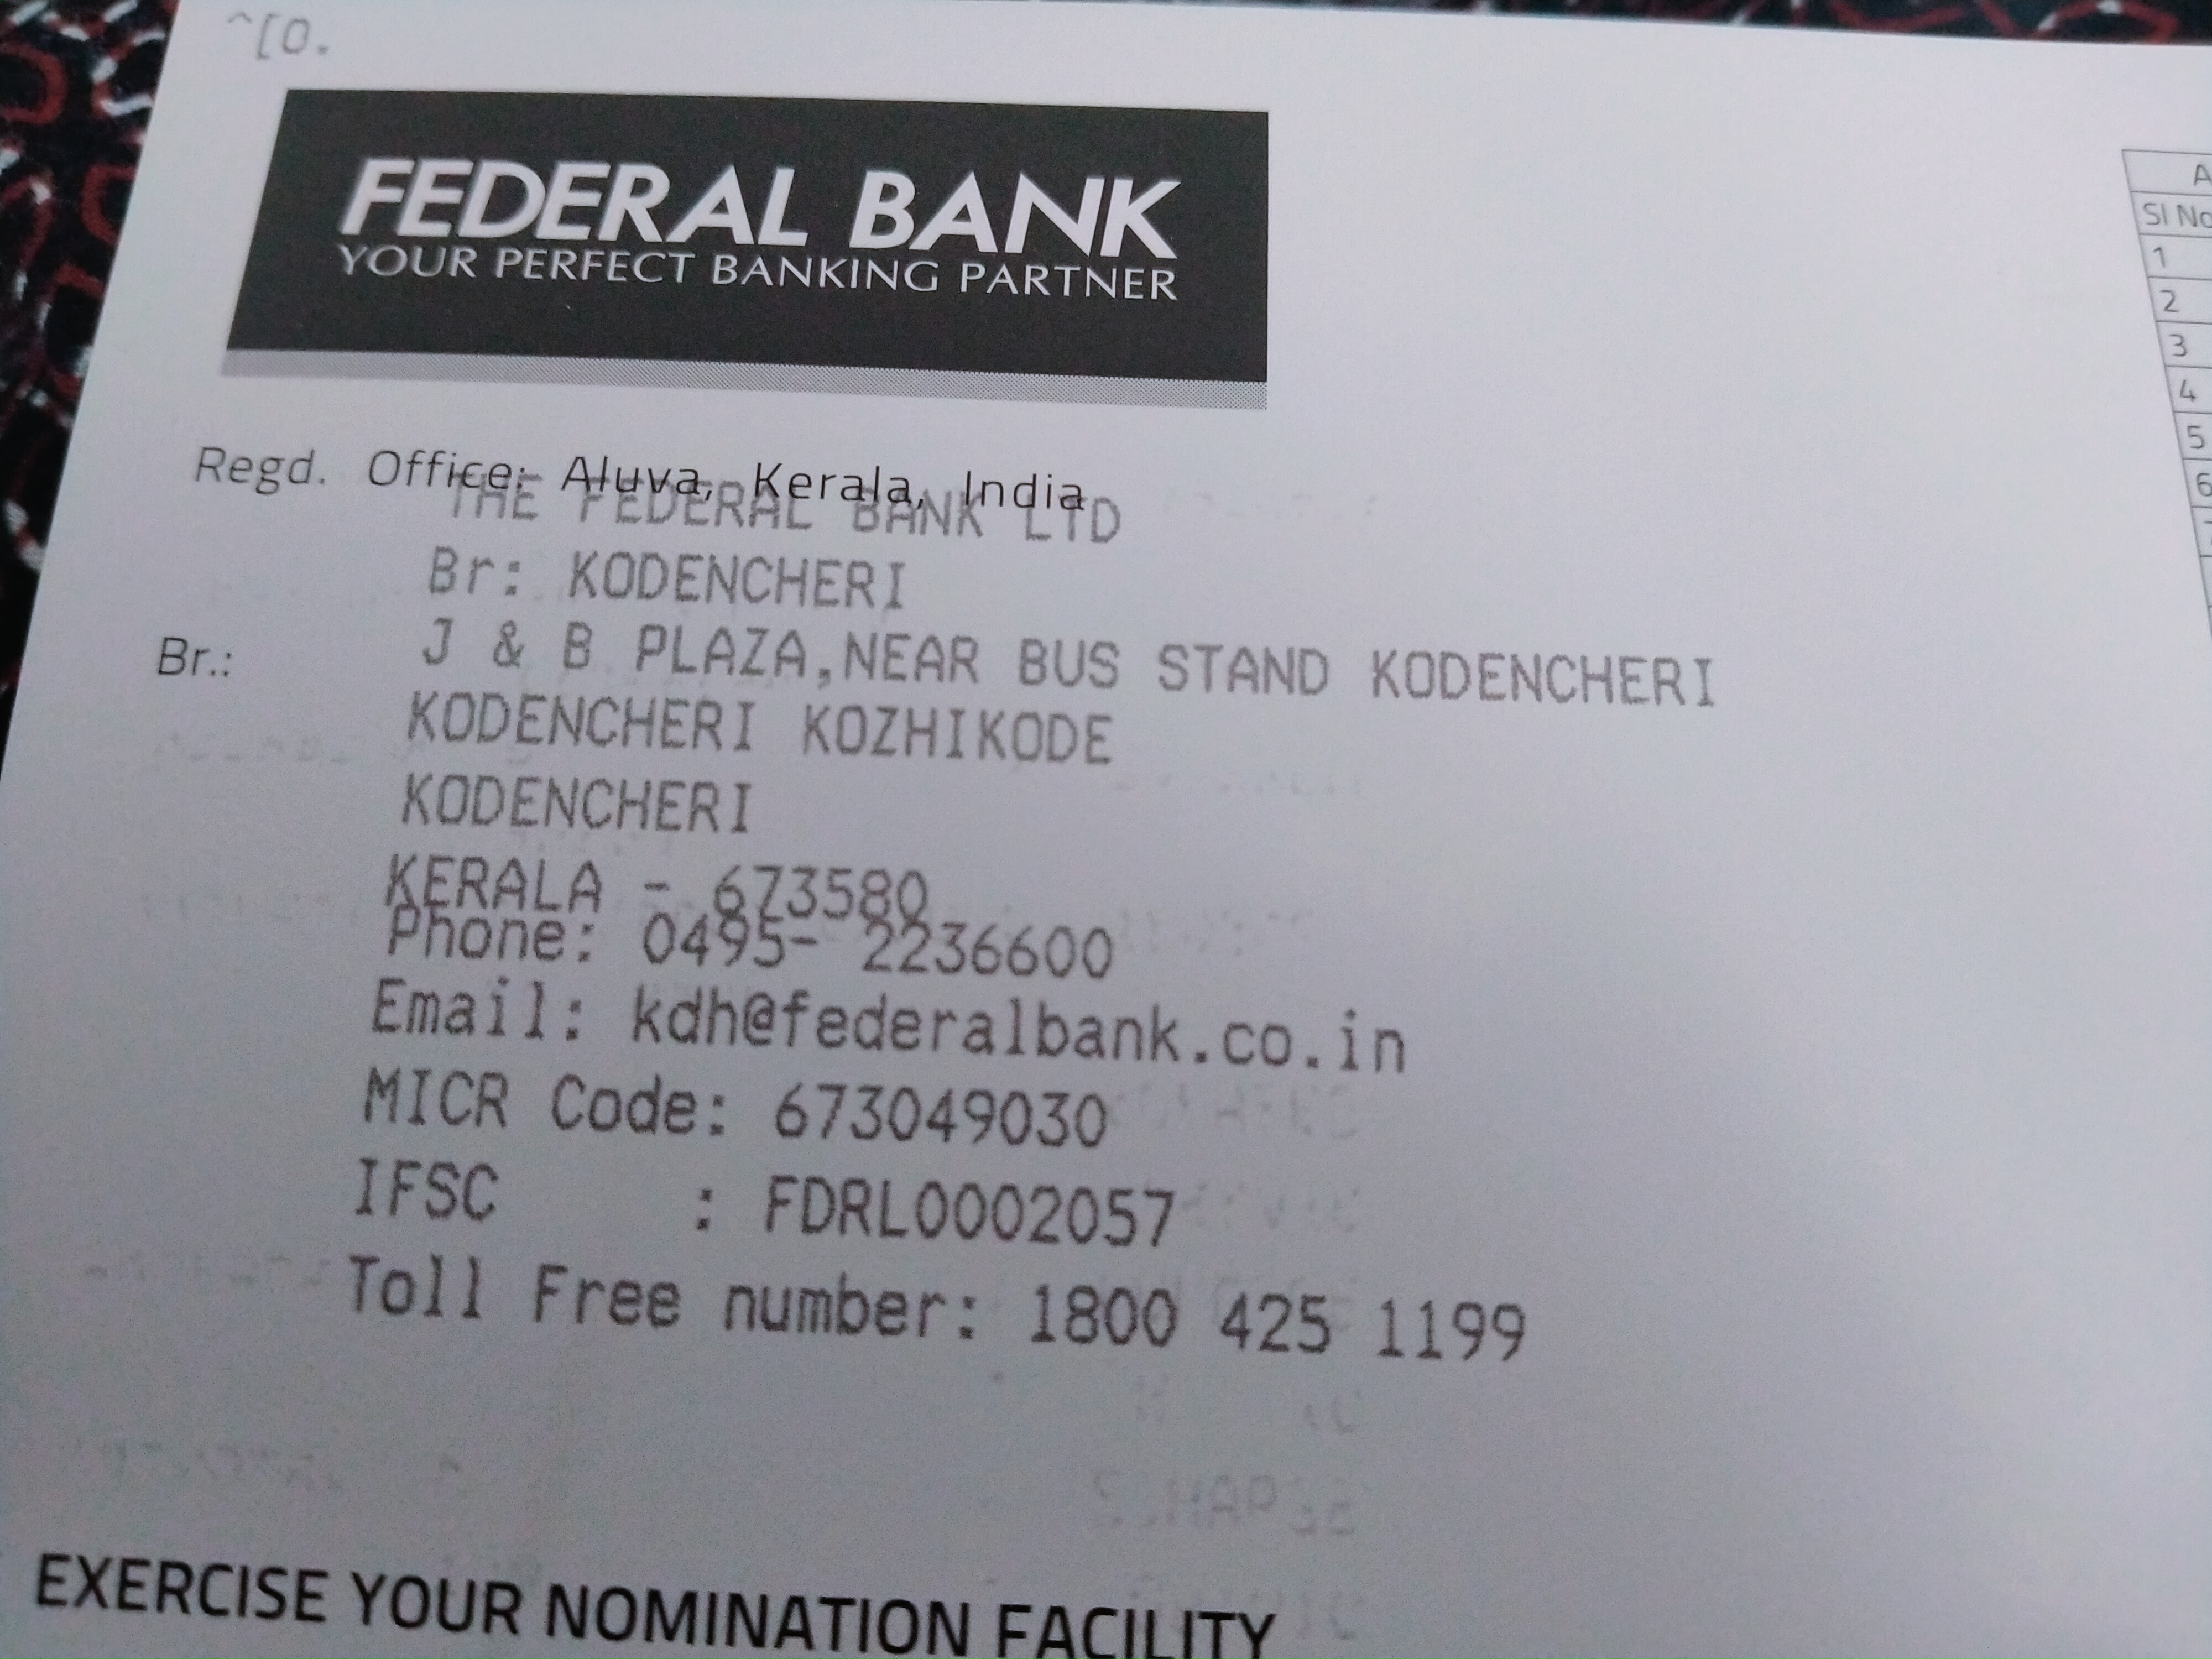 ^[0.
FEDERAL BANK
YOUR PERFECT BANKING PARTNER
Regd. Office: Aluva, Kerala, India
THE FEDERAL BANK LTD
Br: KODENCHERI
Br.: J & B PLAZA,NEAR BUS STAND KODENCHERI
KODENCHERI KOZHIKODE
KODENCHERI
KERALA - 673580
Phone: 0495- 2236600
Email: kdh@federalbank.co.in
MICR Code: 673049030
IFSC : FDRL0002057
Toll Free number: 1800 425 1199
EXERCISE YOUR NOMINATION FACILITY
A
Sl No
1
2
3
4
5
6